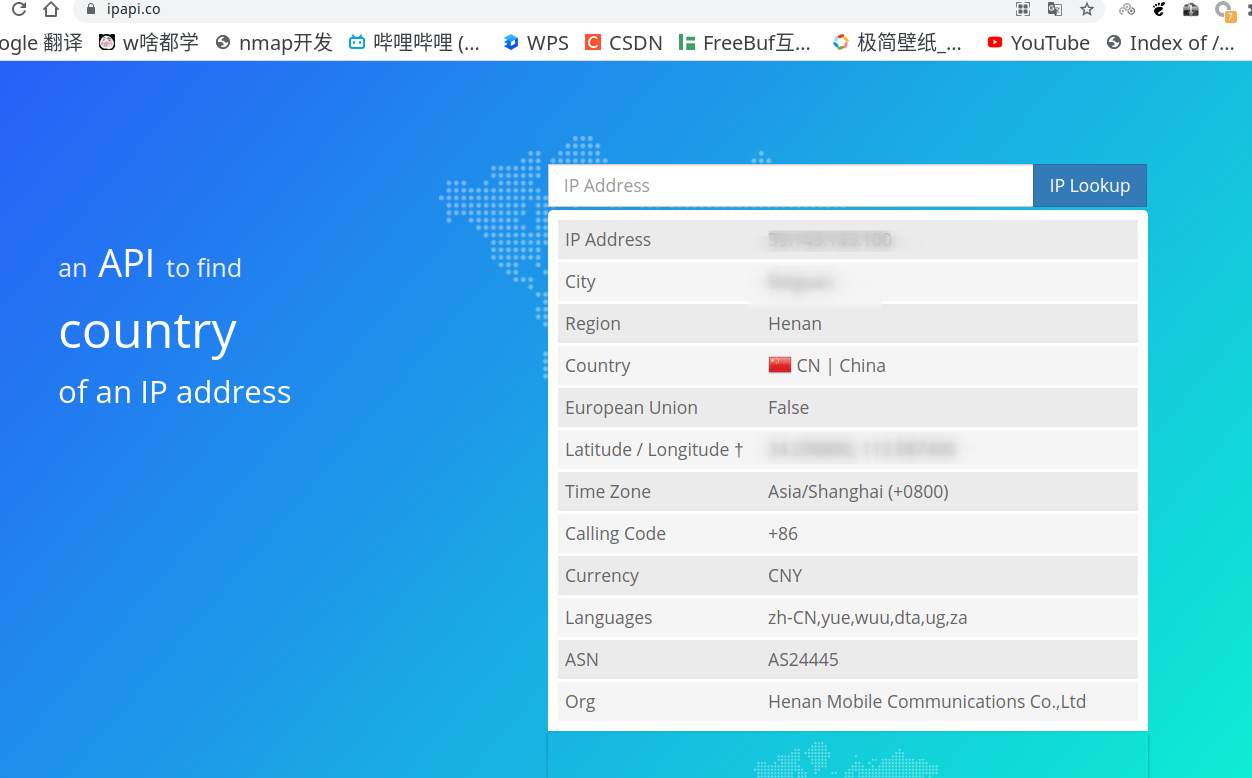 ipapi.co
ogle 翻译 w啥都学 nmap开发 哔哩哔哩 (... WPS CSDN FreeBuf互... 极简壁纸_... YouTube Index of /...
7
IP Address IP Lookup
an API to find
country
of an IP address
IP Address
City
Region Henan
Country CN | China
European Union False
Latitude / Longitude †
Time Zone Asia/Shanghai (+0800)
Calling Code +86
Currency CNY
Languages zh-CN,yue,wuu,dta,ug,za
ASN AS24445
Org Henan Mobile Communications Co.,Ltd